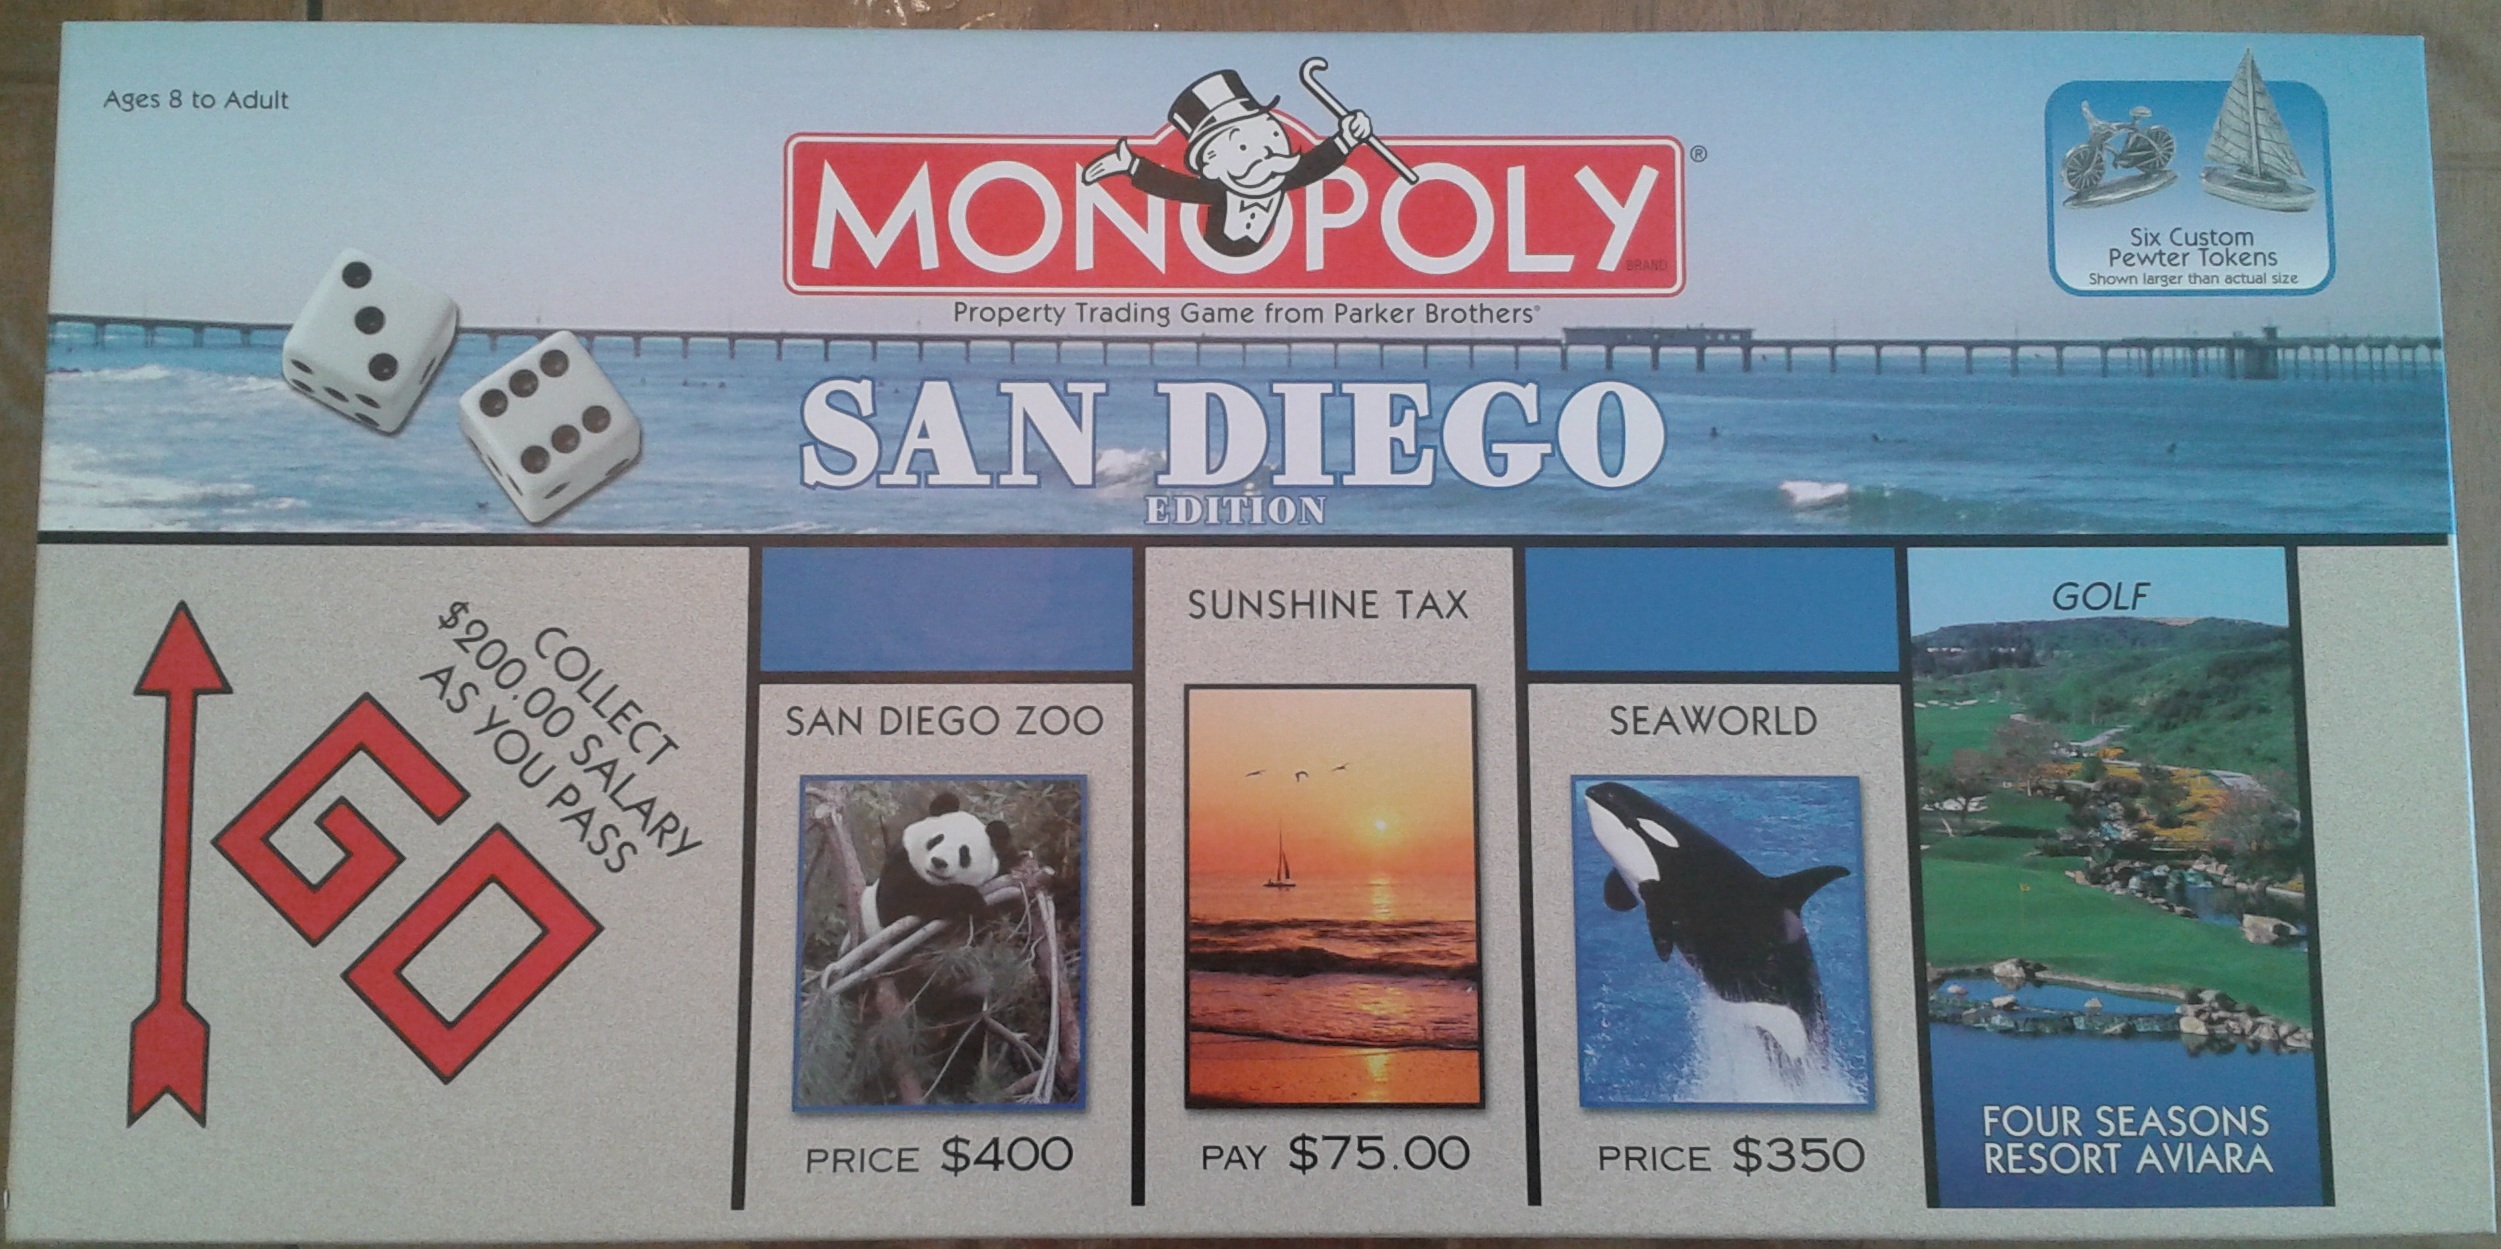 Ages 8 to Adult
MONOPOLY®
BRAND
Property Trading Game from Parker Brothers®
Six Custom
Pewter Tokens
Shown larger than actual size
SAN DIEGO
EDITION
COLLECT
$200.00 SALARY
AS YOU PASS
GO
SAN DIEGO ZOO
PRICE $400
SUNSHINE TAX
PAY $75.00
SEAWORLD
PRICE $350
GOLF
FOUR SEASONS
RESORT AVIARA